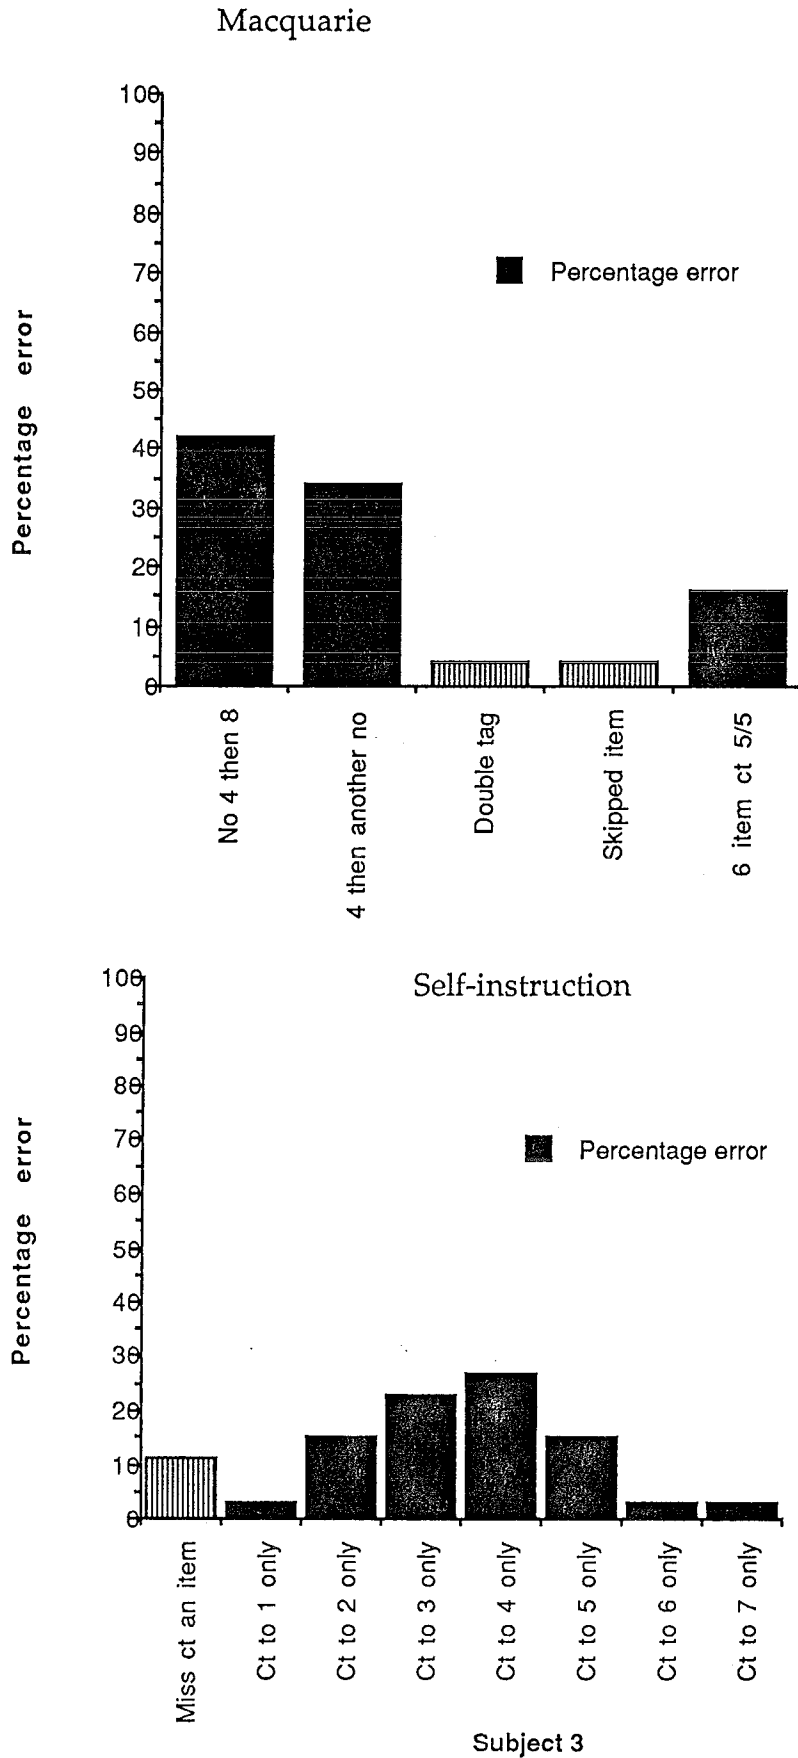 Macquarie
100
90
80
70
60
50
40
30
20
10
0
Percentage error
Percentage error
No 4 then 8
4 then another no
Double tag
Skipped item
6 item ct 5/5
Self-instruction
100
90
80
70
60
50
40
30
20
10
0
Percentage error
Percentage error
Miss ct an item
Ct to 1 only
Ct to 2 only
Ct to 3 only
Ct to 4 only
Ct to 5 only
Ct to 6 only
Ct to 7 only
Subject 3